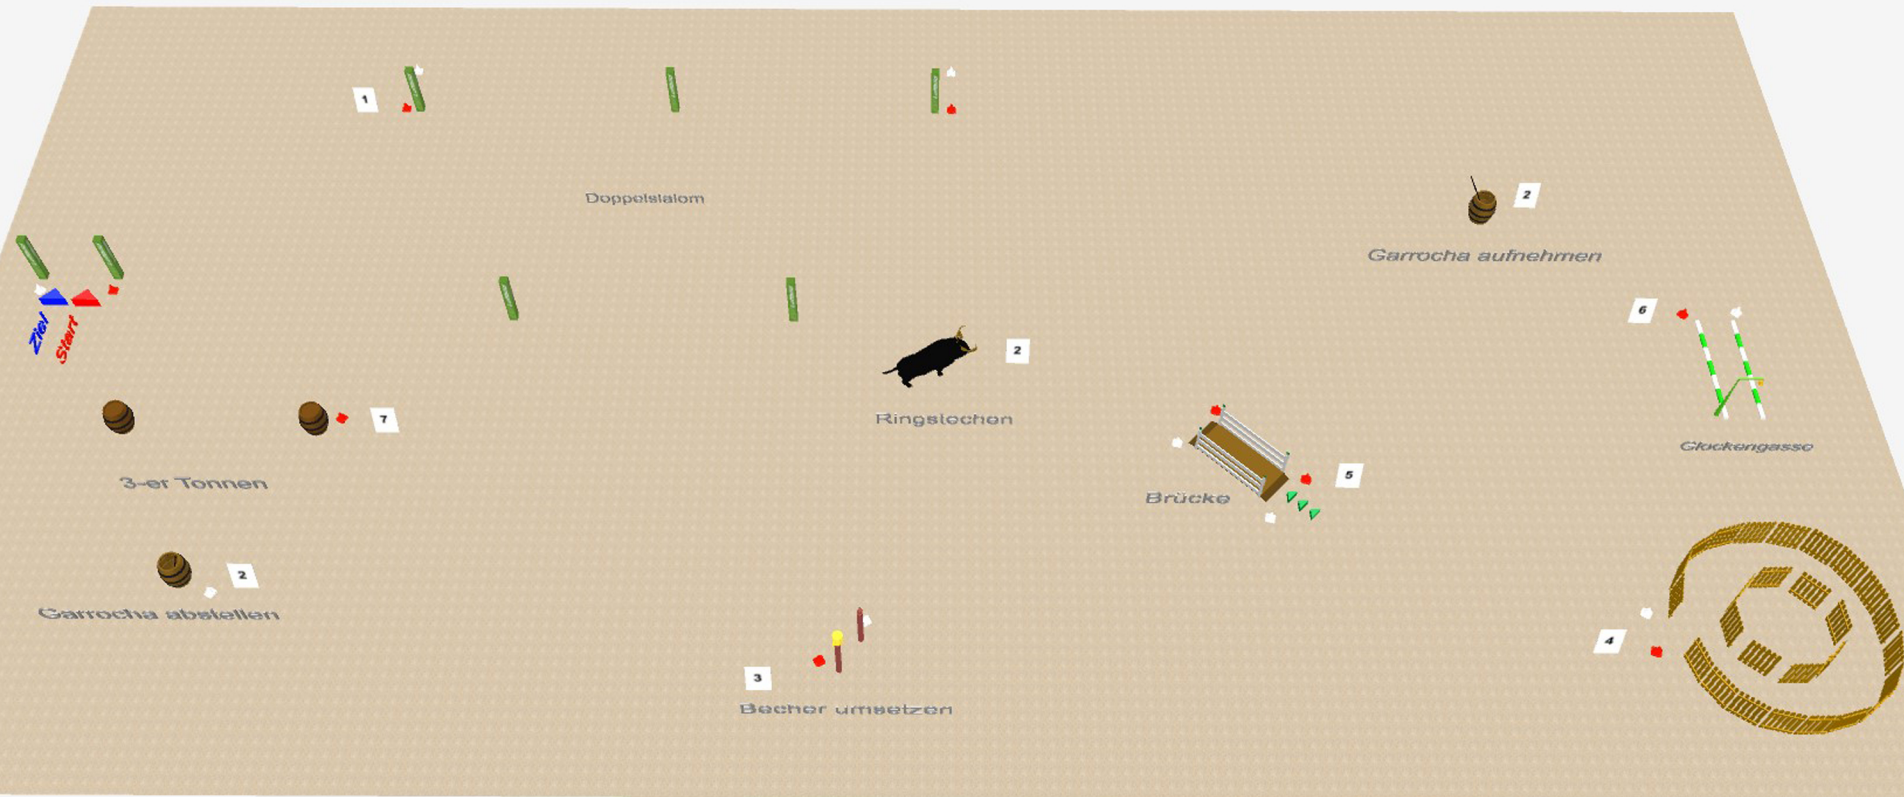 1
Doppelslalom
2
Garrocha aufnehmen
Ziel
Start
6
2
Ringstechen
Glockengasse
7
3-er Tonnen
5
Brücke
2
Garrocha abstellen
4
3
Becher umsetzen